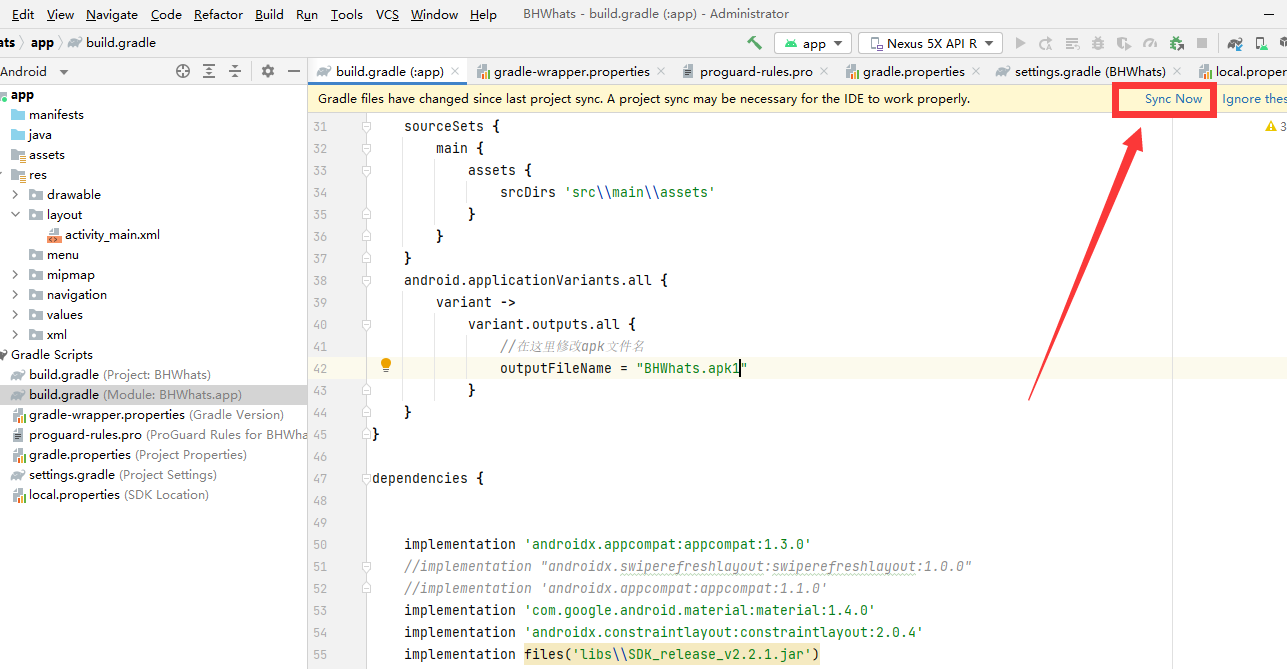 Edit View Navigate Code Refactor Build Run Tools VCS Window Help BHWhats - build.gradle (:app) - Administrator
ats app build.gradle app Nexus 5X API R
Android build.gradle (:app) gradle-wrapper.properties proguard-rules.pro gradle.properties settings.gradle (BHWhats) local.proper
Gradle files have changed since last project sync. A project sync may be necessary for the IDE to work properly. Sync Now Ignore thes
app
manifests
java
assets
res
drawable
layout
activity_main.xml
menu
mipmap
navigation
values
xml
Gradle Scripts
build.gradle (Project: BHWhats)
build.gradle (Module: BHWhats.app)
gradle-wrapper.properties (Gradle Version)
proguard-rules.pro (ProGuard Rules for BHWha
gradle.properties (Project Properties)
settings.gradle (Project Settings)
local.properties (SDK Location)
31 sourceSets { 3
32 main {
33 assets {
34 srcDirs 'src\\main\\assets'
35 }
36 }
37 }
38 android.applicationVariants.all {
39 variant ->
40 variant.outputs.all {
41 //在这里修改apk文件名
42 outputFileName = "BHWhats.apk1"
43 }
44 }
45 }
46
47 dependencies {
48
49
50 implementation 'androidx.appcompat:appcompat:1.3.0'
51 //implementation "androidx.swiperefreshlayout:swiperefreshlayout:1.0.0"
52 //implementation 'androidx.appcompat:appcompat:1.1.0'
53 implementation 'com.google.android.material:material:1.4.0'
54 implementation 'androidx.constraintlayout:constraintlayout:2.0.4'
55 implementation files('libs\\SDK_release_v2.2.1.jar')